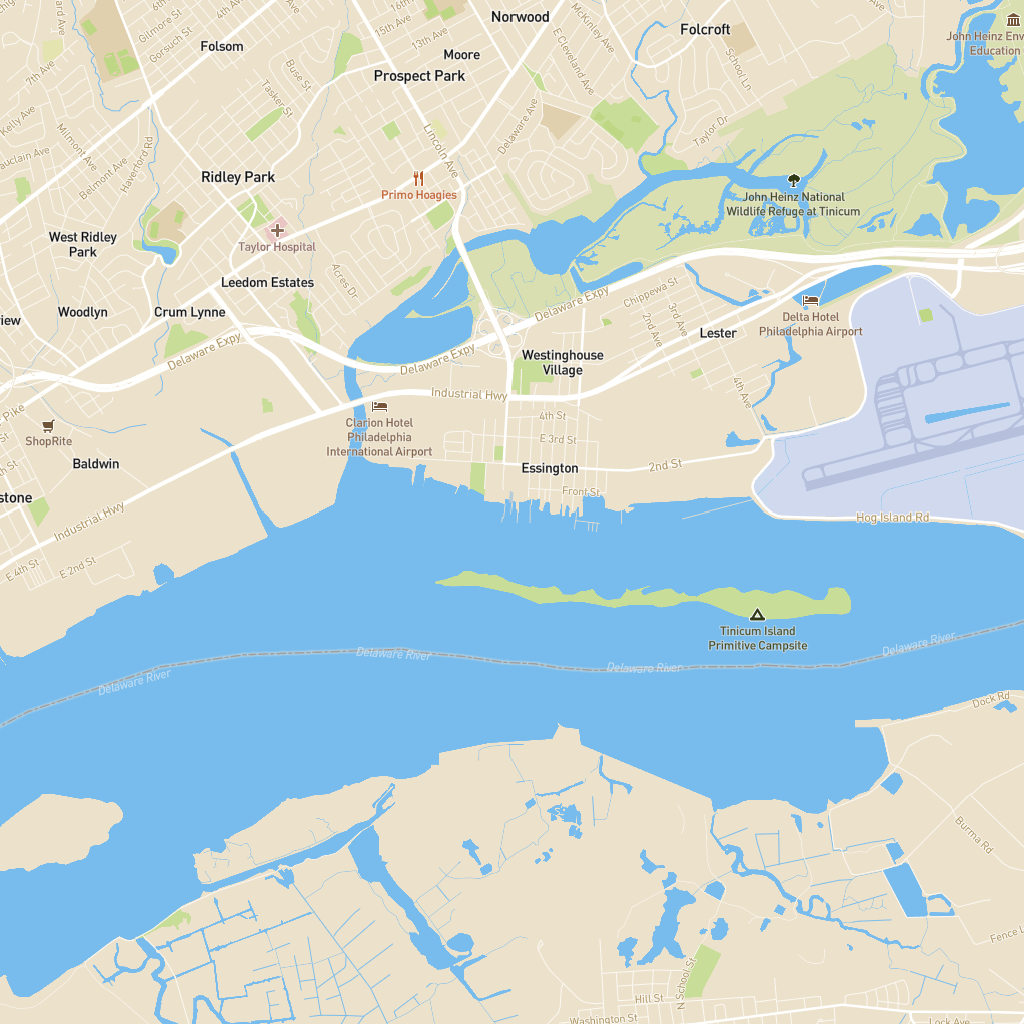 Norwood
15th Ave
Gilmore St
Gorsuch St
McKinley Ave
Folcroft
13th Ave
John Heinz Env
Education
Folsom
Moore
E Cleveland Ave
School Ln
Prospect Park
7th Ave
Buse St
Tasker St
Kelly Ave
Milmont Ave
Haverford Rd
Lincoln Ave
Delaware Ave
Taylor Dr
auclain Ave
Belmont Ave
Ridley Park
Primo Hoagies
John Heinz National
Wildlife Refuge at Tinicum
West Ridley
Park
Taylor Hospital
Acres Dr
Leedom Estates
Chippewa St
Woodlyn
Crum Lynne
Delaware Expy
3rd Ave
2nd Ave
Delta Hotel
Philadelphia Airport
iew
Lester
Delaware Expy
Delaware Expy
Westinghouse
Village
Industrial Hwy
4th Ave
Pike
Clarion Hotel
Philadelphia
International Airport
4th St
ShopRite
E 3rd St
Baldwin
th St
Essington
2nd St
stone
Front St
Industrial Hwy
Hog Island Rd
E 4th St
E 2nd St
Tinicum Island
Primitive Campsite
Delaware River
Delaware River
Delaware River
Delaware River
Dock Rd
Burma Rd
Fence L
N School St
Hill St
Washington St
Lock Ave